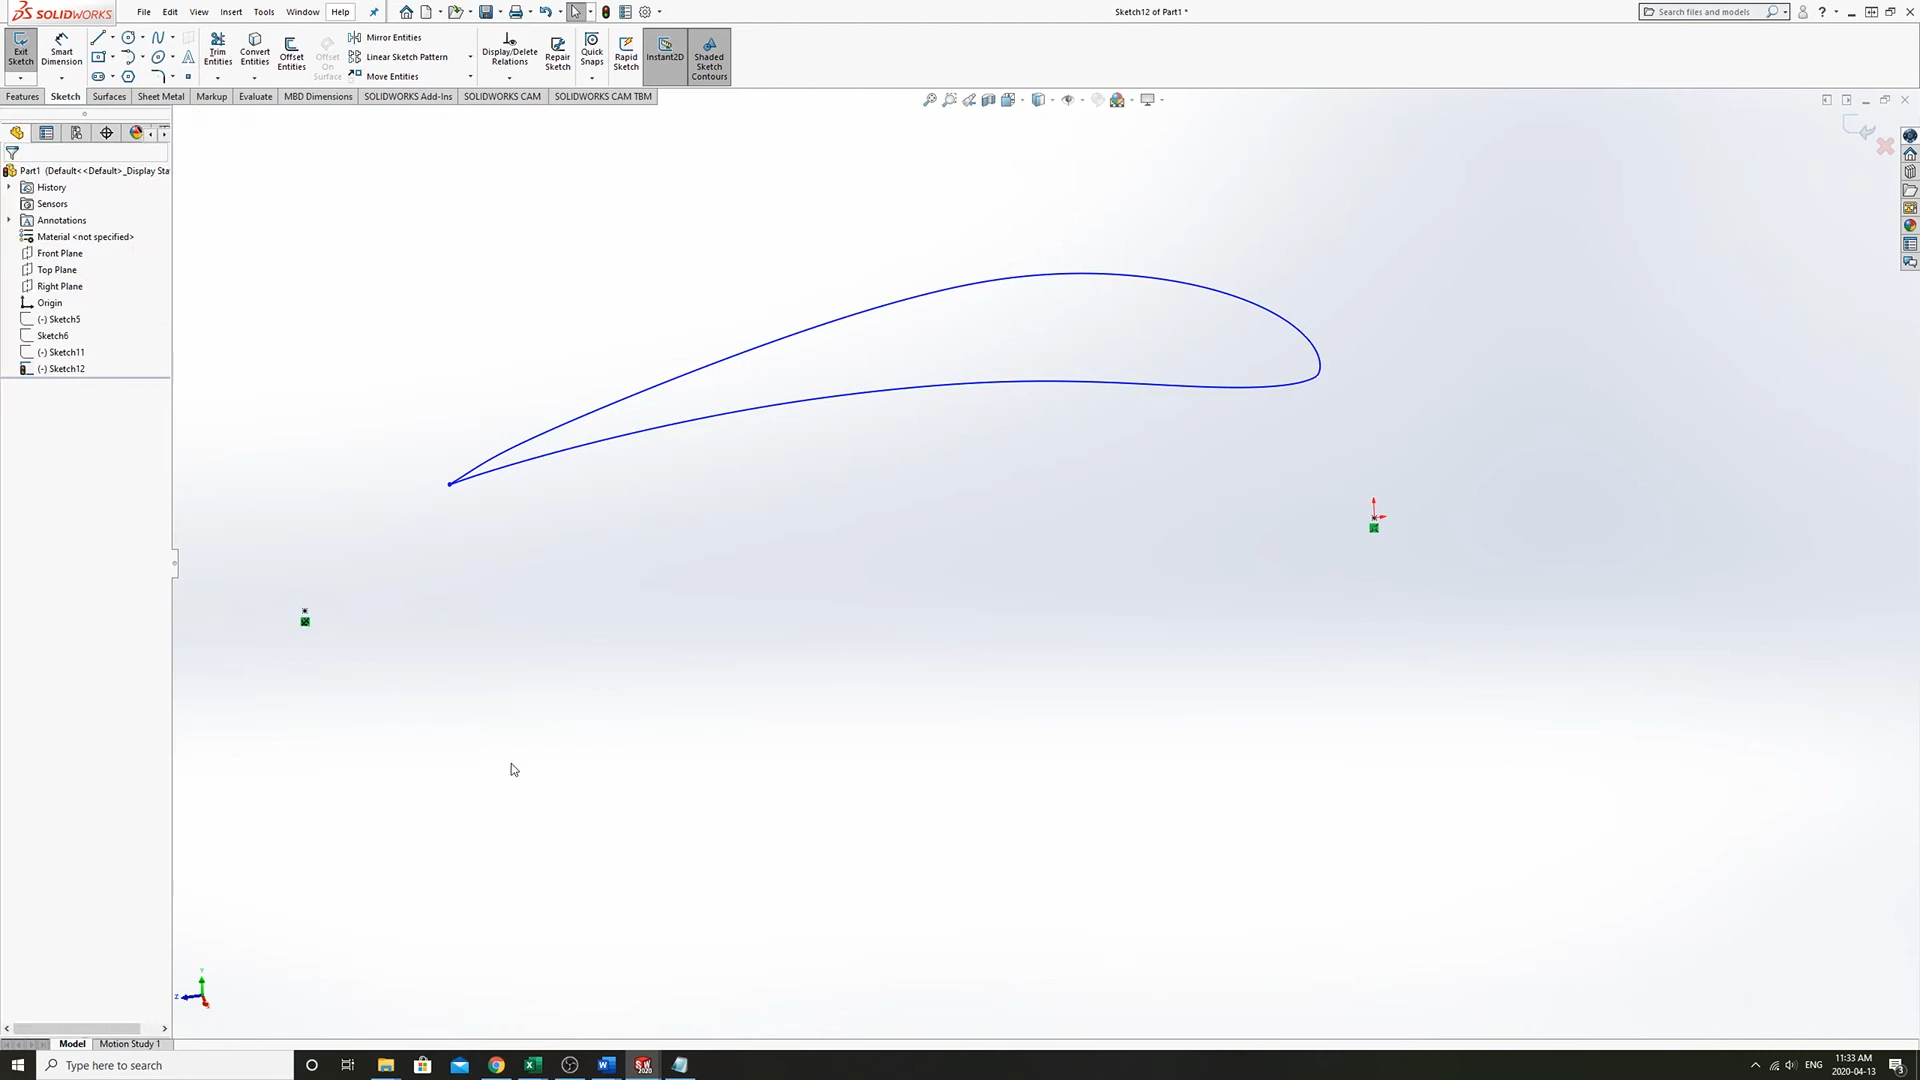 SOLIDWORKS File Edit View Insert Tools Window Help Sketch12 of Part1 * Search files and models
Exit Sketch
Smart Dimension
Trim Entities
Convert Entities
Offset Entities
Offset On Surface
Mirror Entities
Linear Sketch Pattern
Move Entities
Display/Delete Relations
Repair Sketch
Quick Snaps
Rapid Sketch
Instant2D
Shaded Sketch Contours
Features Sketch Surfaces Sheet Metal Markup Evaluate MBD Dimensions SOLIDWORKS Add-Ins SOLIDWORKS CAM SOLIDWORKS CAM TBM
Part1 (Default<<Default>_Display Sta
History
Sensors
Annotations
Material <not specified>
Front Plane
Top Plane
Right Plane
Origin
(-) Sketch5
Sketch6
(-) Sketch11
(-) Sketch12
Y
Z
Model Motion Study 1
Type here to search
ENG
11:33 AM
2020-04-13
3